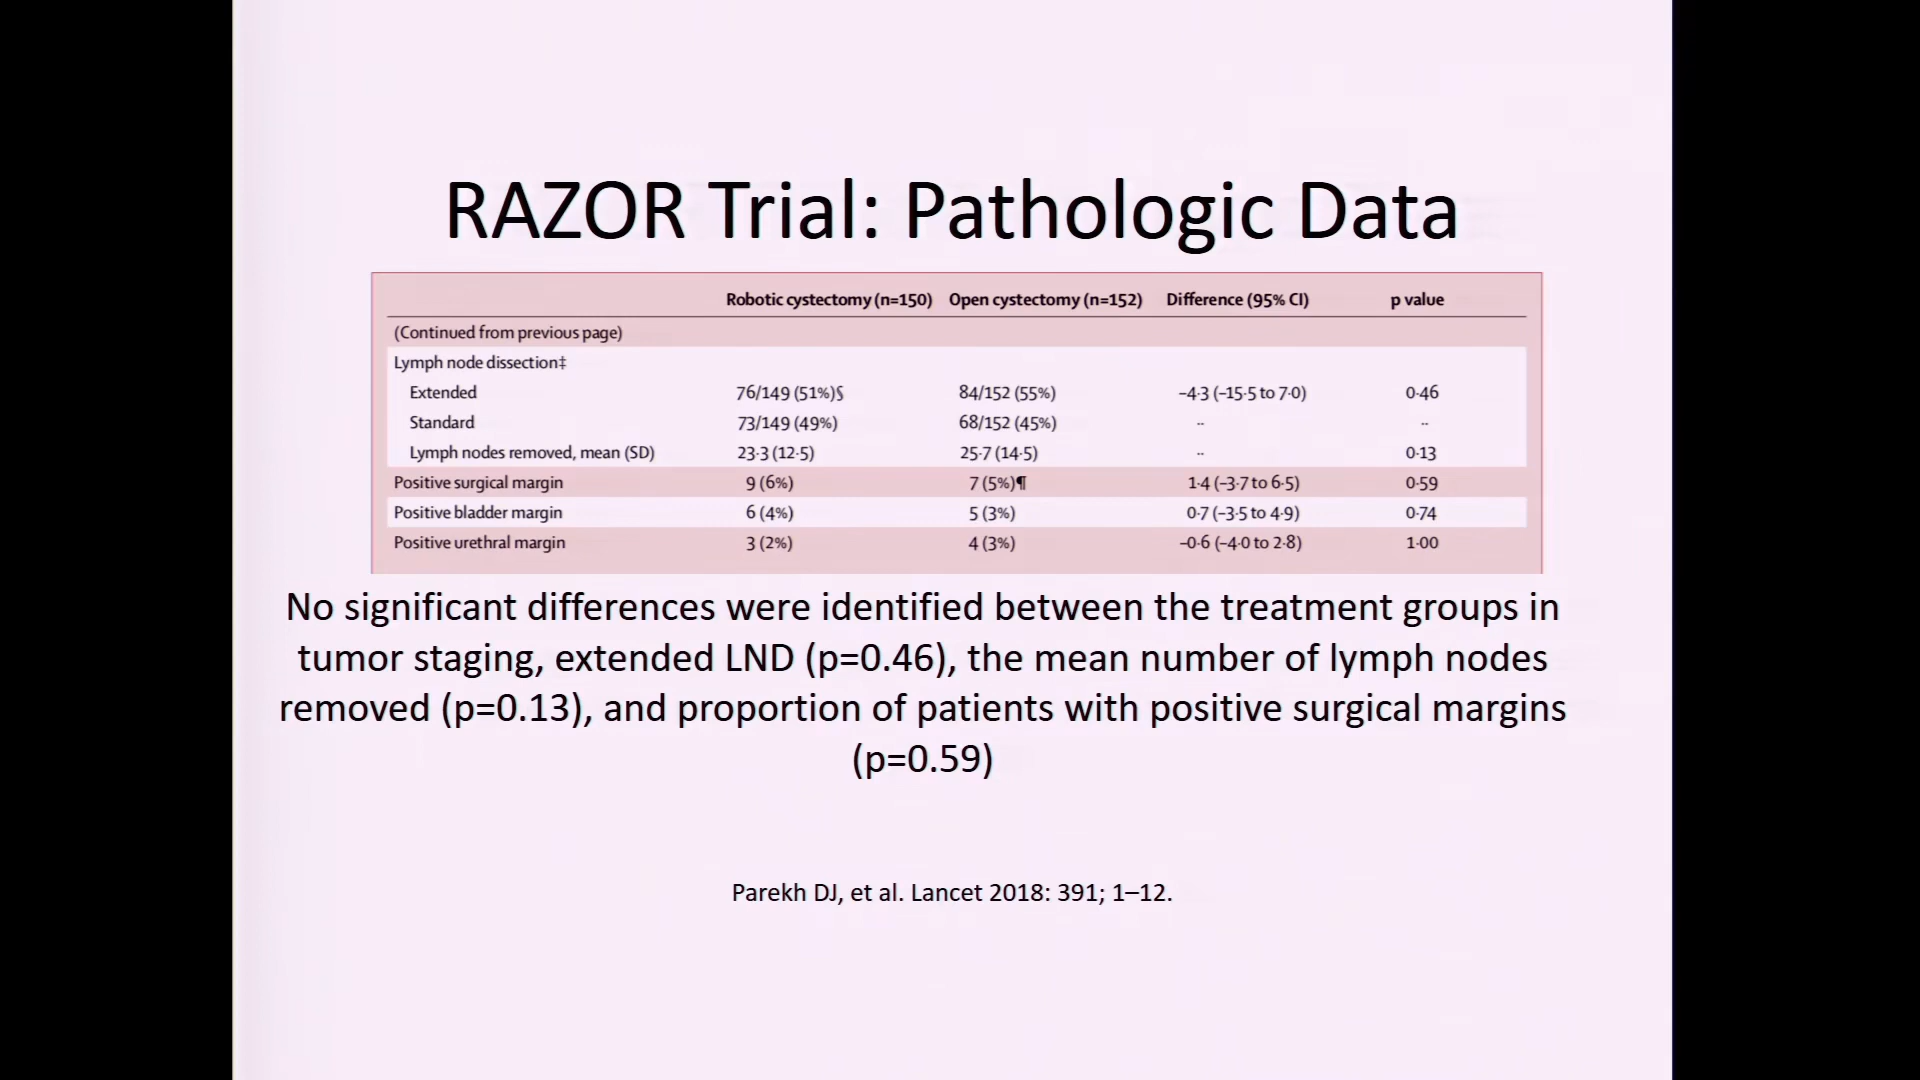 RAZOR Trial: Pathologic Data
Robotic cystectomy (n=150) Open cystectomy (n=152) Difference (95% CI) p value
(Continued from previous page)
Lymph node dissection‡
Extended 76/149 (51%)§ 84/152 (55%) –4·3 (–15·5 to 7·0) 0·46
Standard 73/149 (49%) 68/152 (45%) ·· ··
Lymph nodes removed, mean (SD) 23·3 (12·5) 25·7 (14·5) ·· 0·13
Positive surgical margin 9 (6%) 7 (5%)¶ 1·4 (–3·7 to 6·5) 0·59
Positive bladder margin 6 (4%) 5 (3%) 0·7 (–3·5 to 4·9) 0·74
Positive urethral margin 3 (2%) 4 (3%) –0·6 (–4·0 to 2·8) 1·00
No significant differences were identified between the treatment groups in
tumor staging, extended LND (p=0.46), the mean number of lymph nodes
removed (p=0.13), and proportion of patients with positive surgical margins
(p=0.59)
Parekh DJ, et al. Lancet 2018: 391; 1–12.